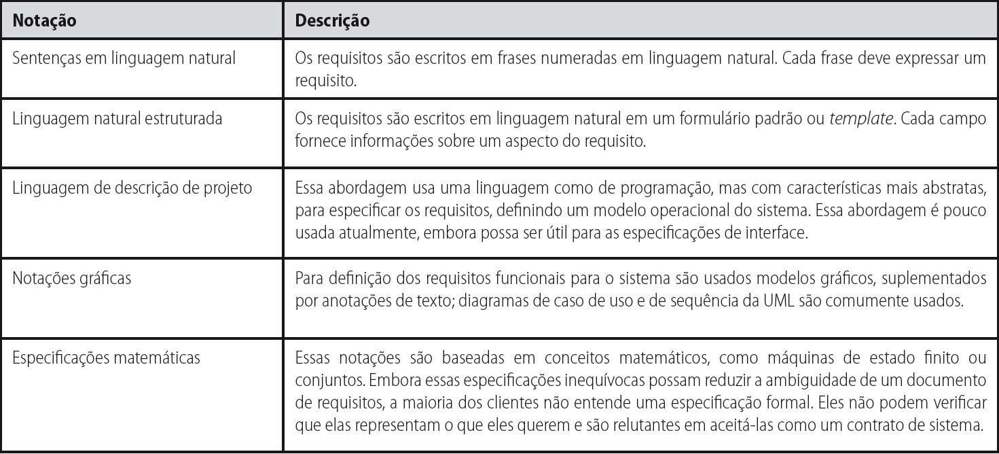 Notação
Descrição
Sentenças em linguagem natural
Os requisitos são escritos em frases numeradas em linguagem natural. Cada frase deve expressar um
requisito.
Linguagem natural estruturada
Os requisitos são escritos em linguagem natural em um formulário padrão ou template. Cada campo
fornece informações sobre um aspecto do requisito.
Linguagem de descrição de projeto
Essa abordagem usa uma linguagem como de programação, mas com características mais abstratas,
para especificar os requisitos, definindo um modelo operacional do sistema. Essa abordagem é pouco
usada atualmente, embora possa ser útil para as especificações de interface.
Notações gráficas
Para definição dos requisitos funcionais para o sistema são usados modelos gráficos, suplementados
por anotações de texto; diagramas de caso de uso e de sequência da UML são comumente usados.
Especificações matemáticas
Essas notações são baseadas em conceitos matemáticos, como máquinas de estado finito ou
conjuntos. Embora essas especificações inequívocas possam reduzir a ambiguidade de um documento
de requisitos, a maioria dos clientes não entende uma especificação formal. Eles não podem verificar
que elas representam o que eles querem e são relutantes em aceitá-las como um contrato de sistema.